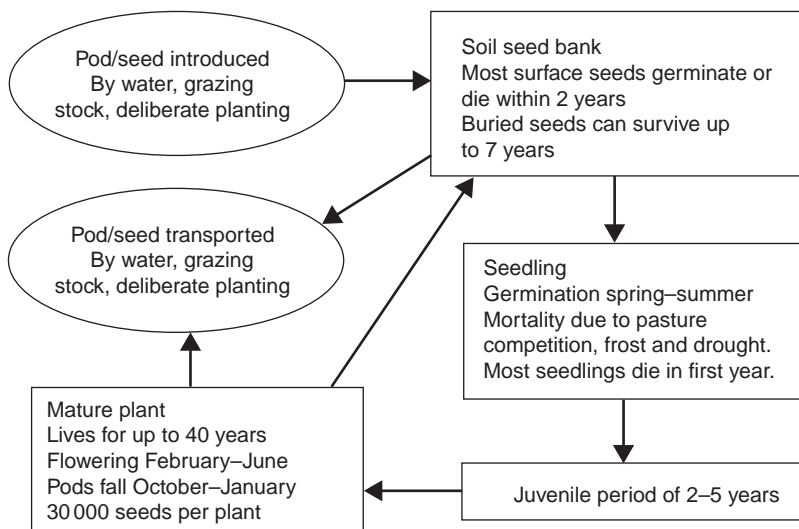 Pod/seed introduced
By water, grazing
stock, deliberate planting
Soil seed bank
Most surface seeds germinate or
die within 2 years
Buried seeds can survive up
to 7 years
Pod/seed transported
By water, grazing
stock, deliberate planting
Seedling
Germination spring–summer
Mortality due to pasture
competition, frost and drought.
Most seedlings die in first year.
Mature plant
Lives for up to 40 years
Flowering February–June
Pods fall October–January
30 000 seeds per plant
Juvenile period of 2–5 years